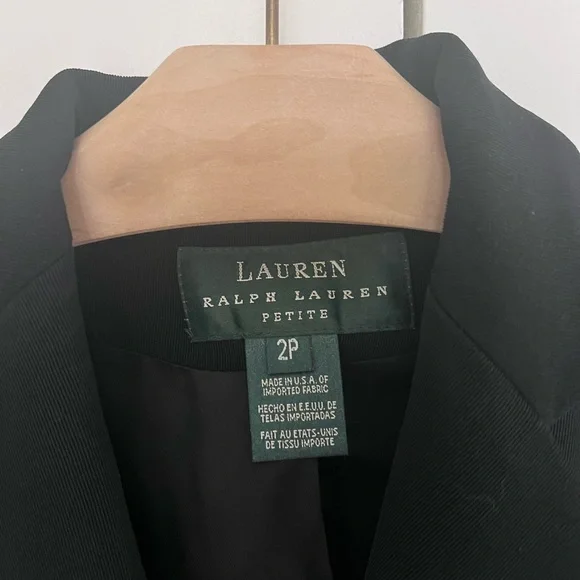 LAUREN
RALPH LAUREN
PETITE
2P
MADE IN U.S.A. OF
IMPORTED FABRIC
HECHO EN E.E.U.U. DE
TELAS IMPORTADAS
FAIT AU ETATS-UNIS
DE TISSU IMPORTE